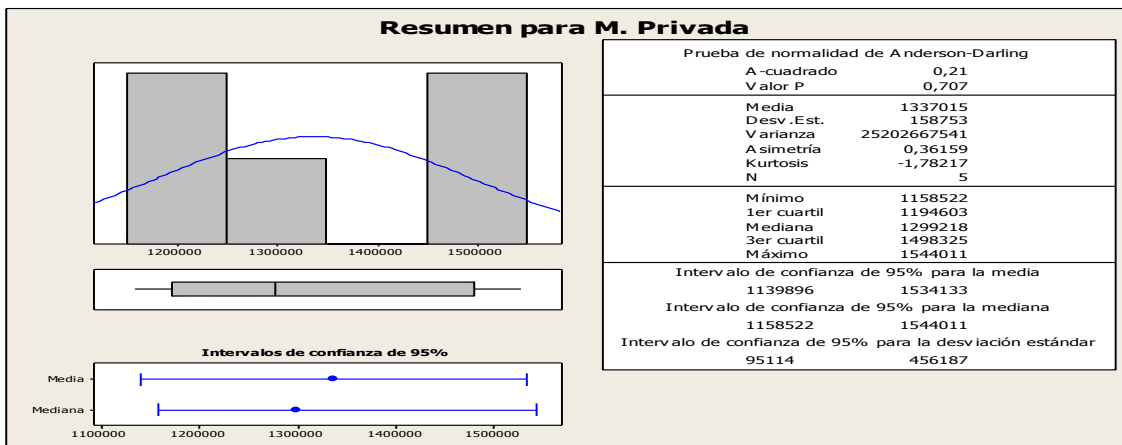 Resumen para M. Privada
1200000 1300000 1400000 1500000
Intervalos de confianza de 95%
Media
Mediana
1100000 1200000 1300000 1400000 1500000
Prueba de normalidad de Anderson-Darling
A-cuadrado 0,21
Valor P 0,707
Media 1337015
Desv.Est. 158753
Varianza 25202667541
Asimetría 0,36159
Kurtosis -1,78217
N 5
Mínimo 1158522
1er cuartil 1194603
Mediana 1299218
3er cuartil 1498325
Máximo 1544011
Intervalo de confianza de 95% para la media
1139896 1534133
Intervalo de confianza de 95% para la mediana
1158522 1544011
Intervalo de confianza de 95% para la desviación estándar
95114 456187